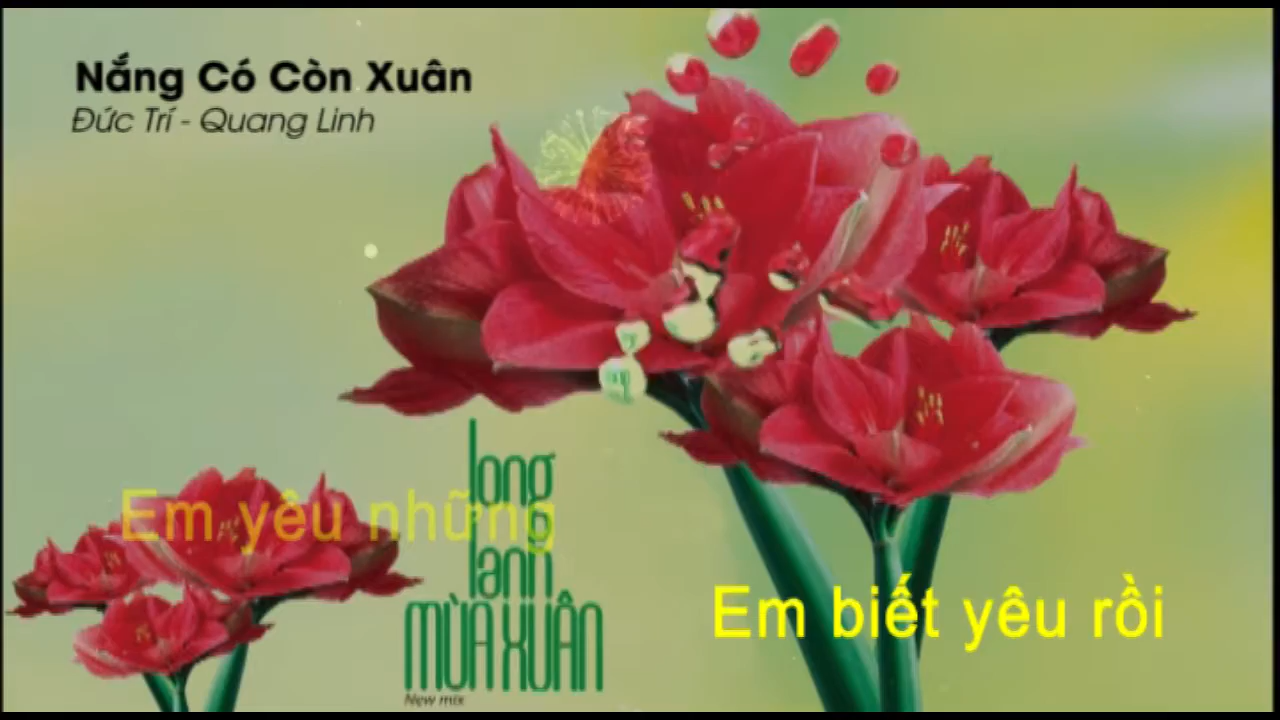 Nắng Có Còn Xuân
Đức Trí - Quang Linh
long
lanh
MÙA XUÂN
New mix
Em yêu những
Em biết yêu rồi